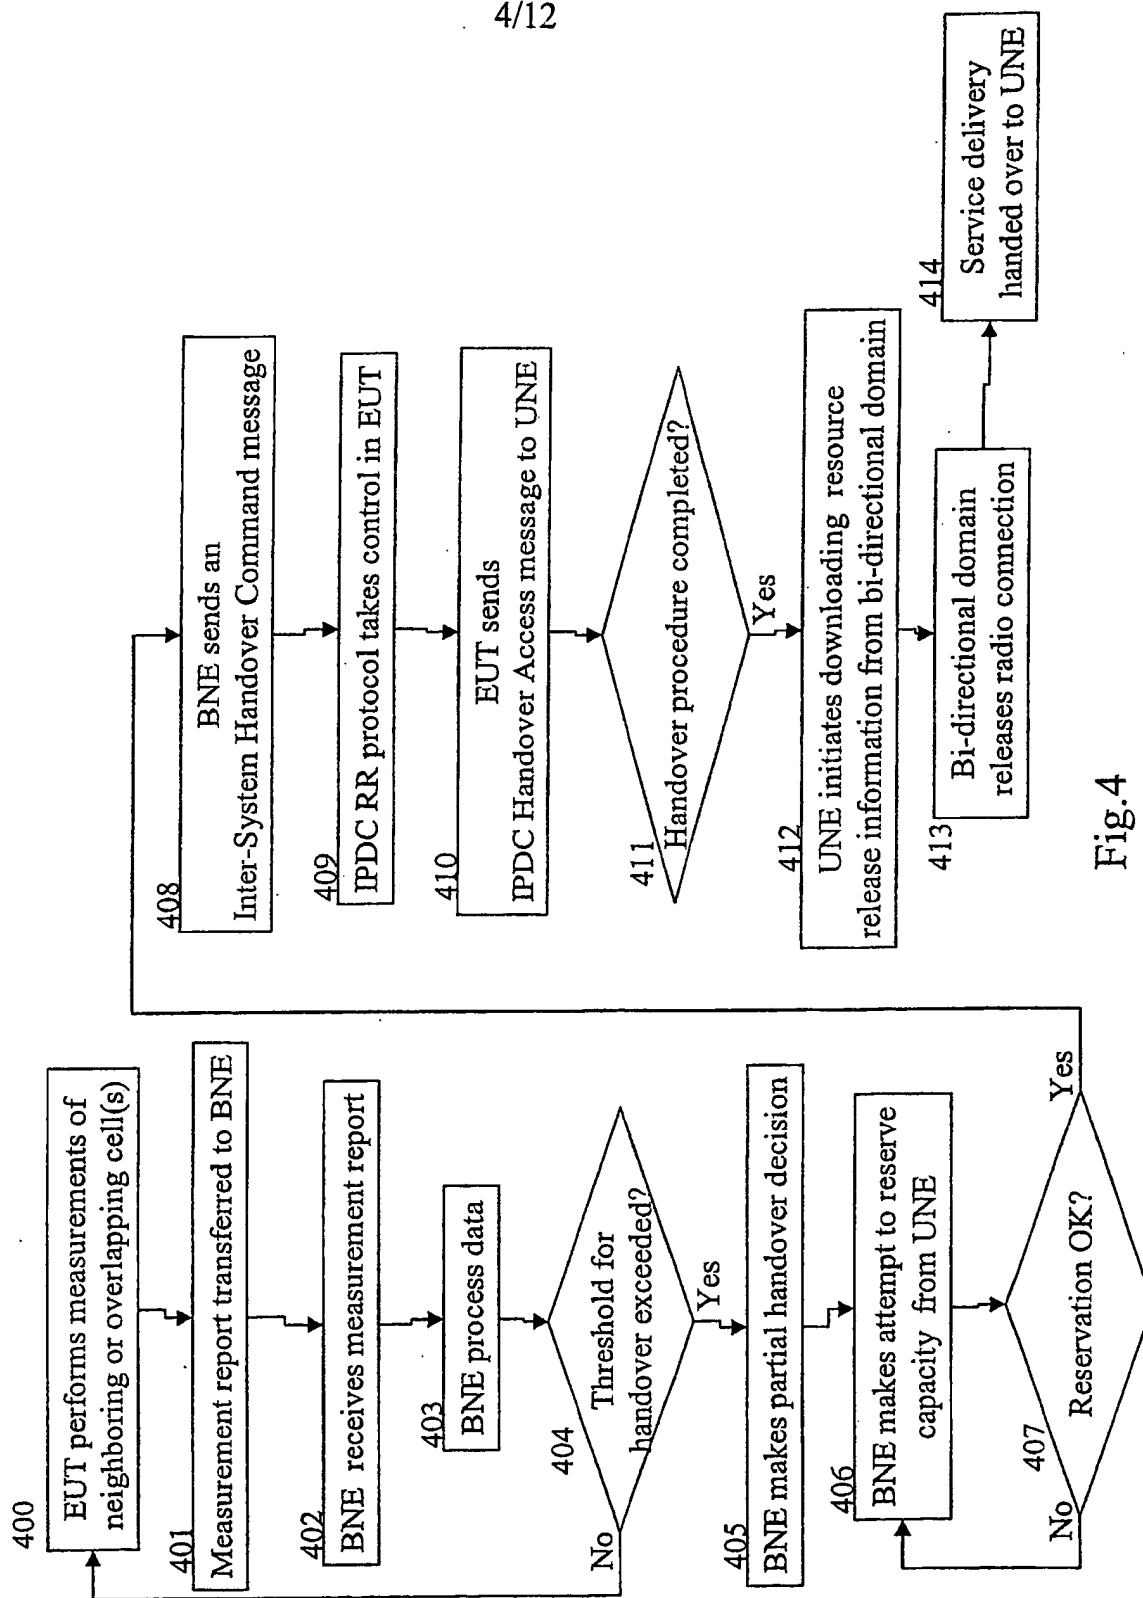 4/12
400
EUT performs measurements of
neighboring or overlapping cell(s)
401
Measurement report transferred to BNE
402
BNE receives measurement report
403
BNE process data
404
Threshold for
handover exceeded?
No
Yes
405
BNE makes partial handover decision
406
BNE makes attempt to reserve
capacity from UNE
407
Reservation OK?
No
Yes
408
BNE sends an
Inter-System Handover Command message
409
IPDC RR protocol takes control in EUT
410
EUT sends
IPDC Handover Access message to UNE
411
Handover procedure completed?
Yes
412
UNE initiates downloading resource
release information from bi-directional domain
413
Bi-directional domain
releases radio connection
414
Service delivery
handed over to UNE
Fig.4